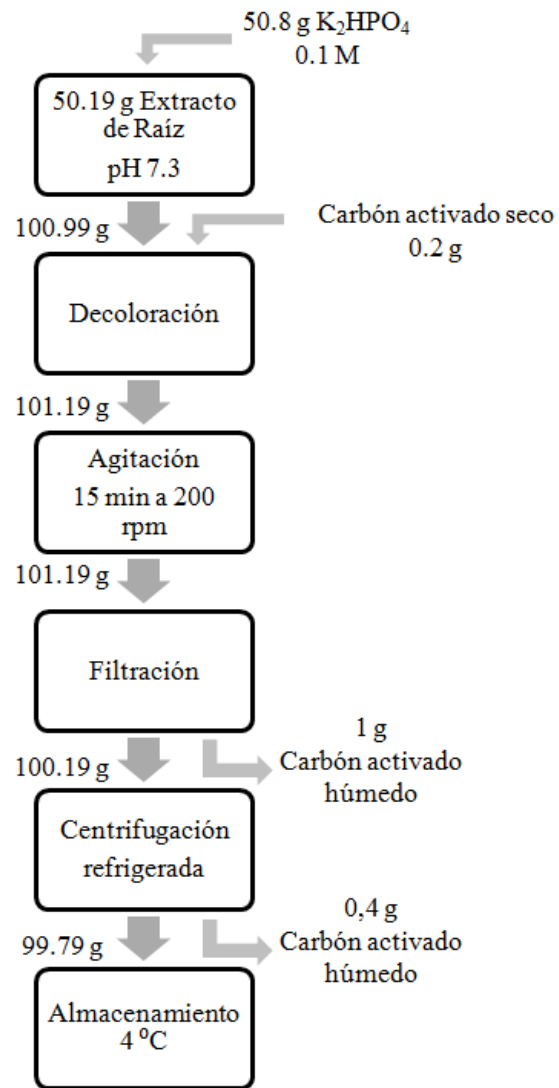 50.8 g K₂HPO₄
0.1 M
50.19 g Extracto
de Raíz
pH 7.3
100.99 g
Carbón activado seco
0.2 g
Decoloración
101.19 g
Agitación
15 min a 200
rpm
101.19 g
Filtración
1 g
Carbón activado
húmedo
100.19 g
Centrifugación
refrigerada
0,4 g
Carbón activado
húmedo
99.79 g
Almacenamiento
4 ⁰C